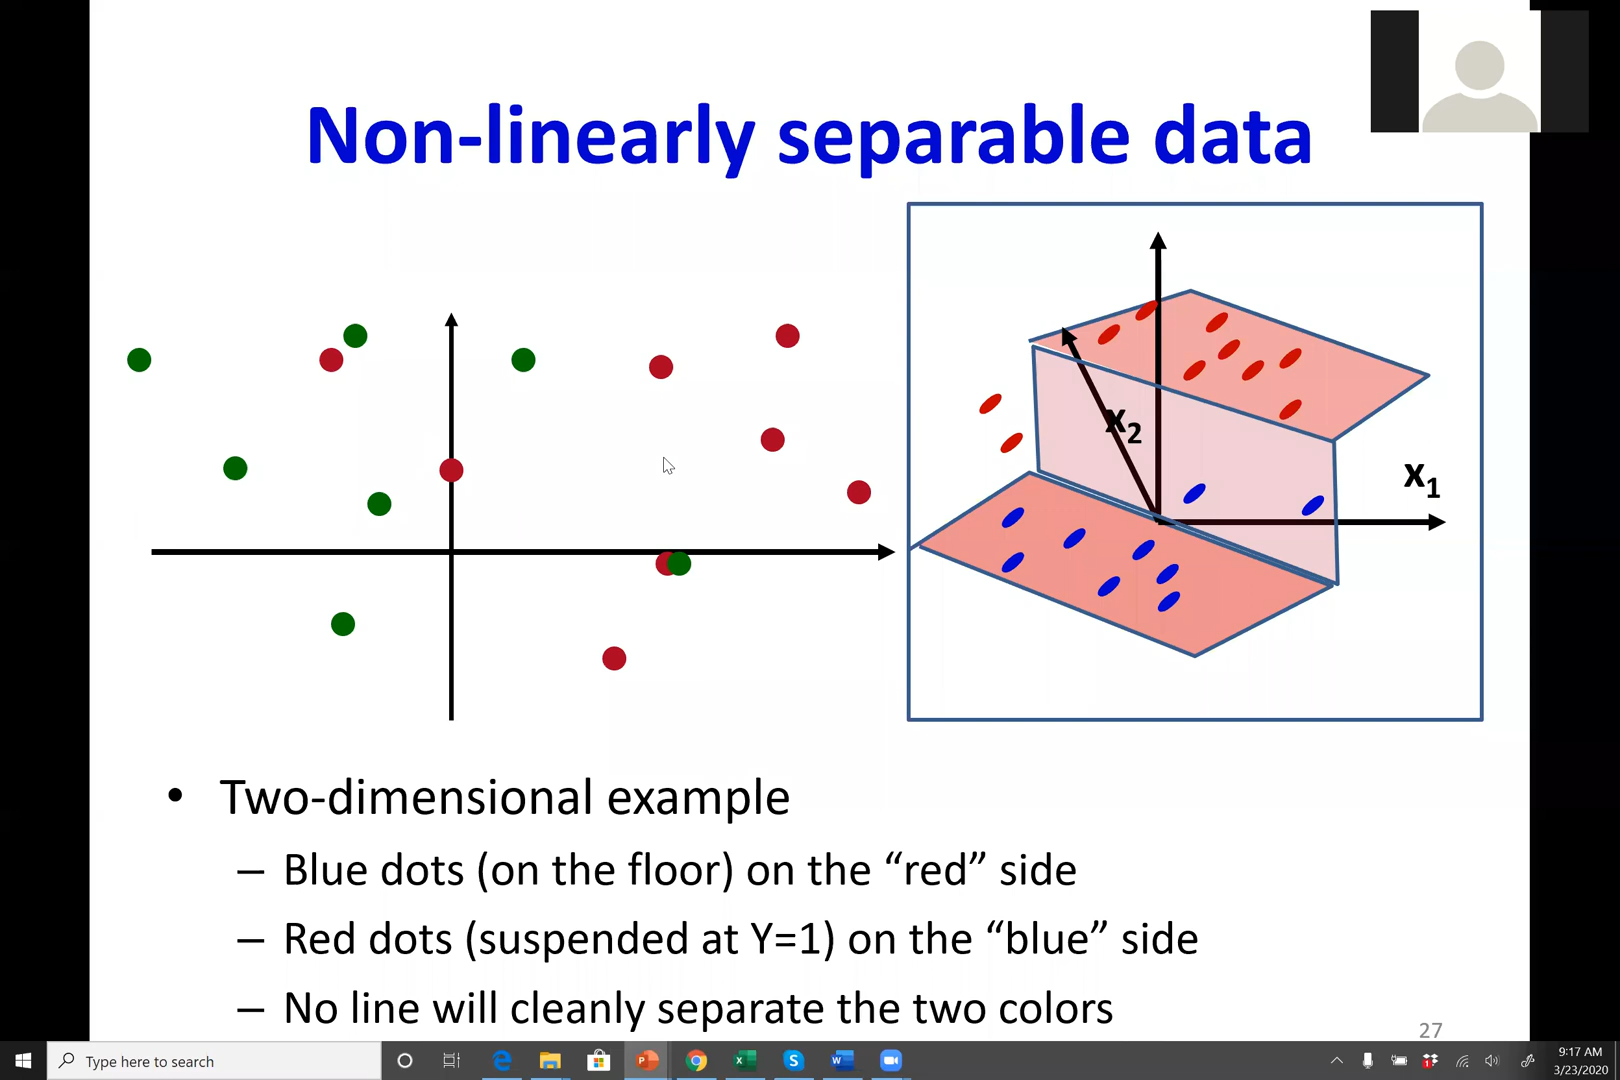 Non-linearly separable data
x2
x1
• Two-dimensional example
– Blue dots (on the floor) on the “red” side
– Red dots (suspended at Y=1) on the “blue” side
– No line will cleanly separate the two colors
27
Type here to search
9:17 AM
3/23/2020